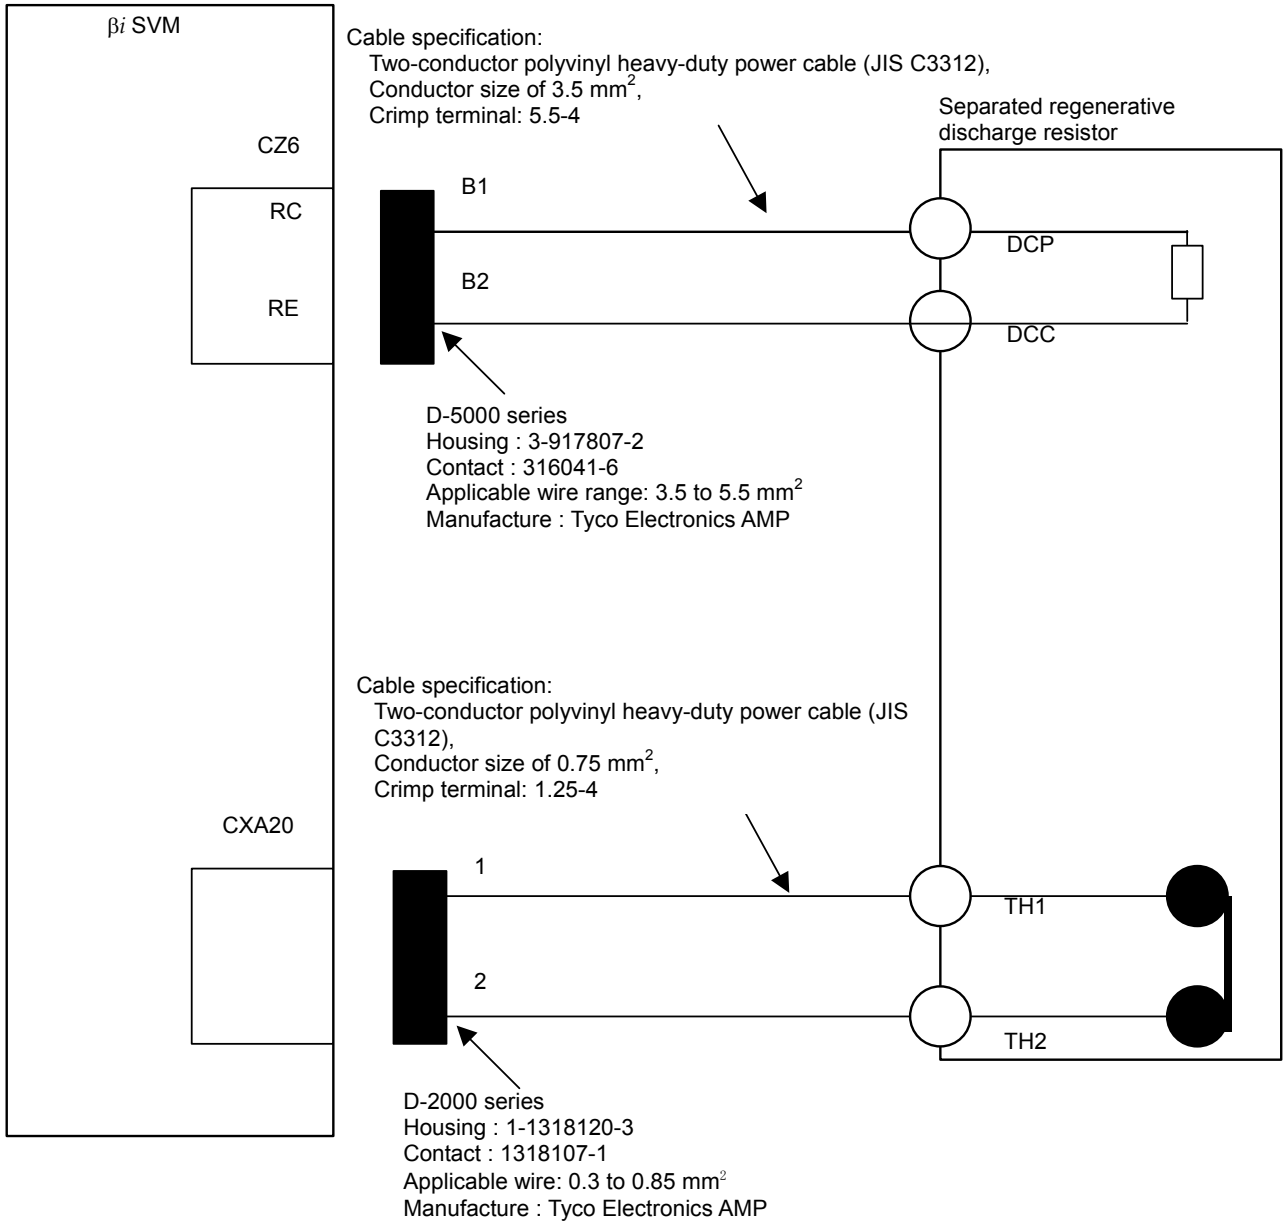 βi SVM
Cable specification:
Two-conductor polyvinyl heavy-duty power cable (JIS C3312),
Conductor size of 3.5 mm²,
Crimp terminal: 5.5-4
Separated regenerative
discharge resistor
CZ6
RC
RE
B1
B2
DCP
DCC
D-5000 series
Housing : 3-917807-2
Contact : 316041-6
Applicable wire range: 3.5 to 5.5 mm²
Manufacture : Tyco Electronics AMP
Cable specification:
Two-conductor polyvinyl heavy-duty power cable (JIS
C3312),
Conductor size of 0.75 mm²,
Crimp terminal: 1.25-4
CXA20
1
2
TH1
TH2
D-2000 series
Housing : 1-1318120-3
Contact : 1318107-1
Applicable wire: 0.3 to 0.85 mm²
Manufacture : Tyco Electronics AMP